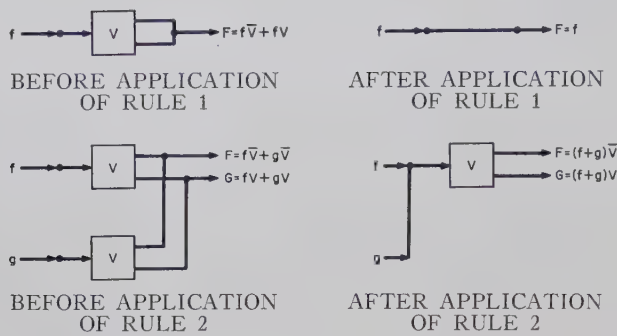 f V F=fV̅+fV
BEFORE APPLICATION
OF RULE 1
f F=f
AFTER APPLICATION
OF RULE 1
f V F=fV̅+gV̅
G=fV+gV
g V
BEFORE APPLICATION
OF RULE 2
f V F=(f+g)V̅
G=(f+g)V
g
AFTER APPLICATION
OF RULE 2